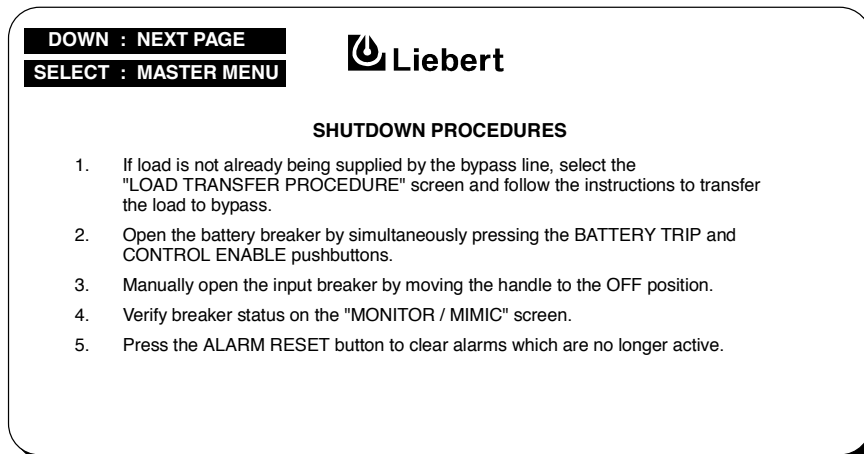 DOWN : NEXT PAGE
SELECT : MASTER MENU
Liebert
SHUTDOWN PROCEDURES
1. If load is not already being supplied by the bypass line, select the
"LOAD TRANSFER PROCEDURE" screen and follow the instructions to transfer
the load to bypass.
2. Open the battery breaker by simultaneously pressing the BATTERY TRIP and
CONTROL ENABLE pushbuttons.
3. Manually open the input breaker by moving the handle to the OFF position.
4. Verify breaker status on the "MONITOR / MIMIC" screen.
5. Press the ALARM RESET button to clear alarms which are no longer active.